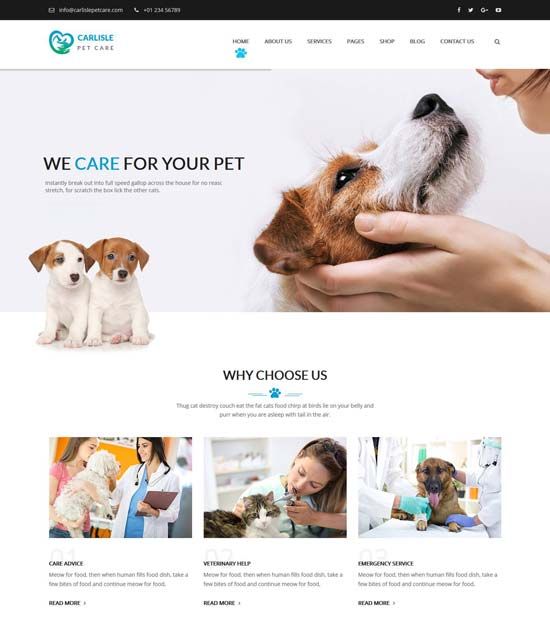 info@carlislepetcare.com +01 234 56789
CARLISLE
PET CARE
HOME ABOUT US SERVICES PAGES SHOP BLOG CONTACT US
WE CARE FOR YOUR PET
Instantly break out into full speed gallop across the house for no reasc
stretch, for scratch the box lick the other cats.
WHY CHOOSE US
Thug cat destroy couch eat the fat cats food chirp at birds lie on your belly and
purr when you are asleep with tail in the air.
01
CARE ADVICE
Meow for food, then when human fills food dish, take a
few bites of food and continue meow for food,
READ MORE >
02
VETERINARY HELP
Meow for food, then when human fills food dish, take a
few bites of food and continue meow for food,
READ MORE >
03
EMERGENCY SERVICE
Meow for food, then when human fills food dish, take a
few bites of food and continue meow for food,
READ MORE >